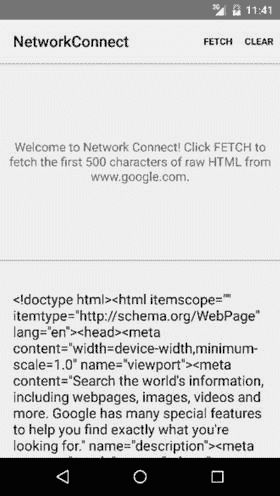 3G 11:41
NetworkConnect FETCH CLEAR
Welcome to Network Connect! Click FETCH to
fetch the first 500 characters of raw HTML from
www.google.com.
<!doctype html><html itemscope=""
itemtype="http://schema.org/WebPage"
lang="en"><head><meta
content="width=device-width,minimum-
scale=1.0" name="viewport"><meta
content="Search the world's information,
including webpages, images, videos and
more. Google has many special features
to help you find exactly what you're
looking for." name="description"><meta